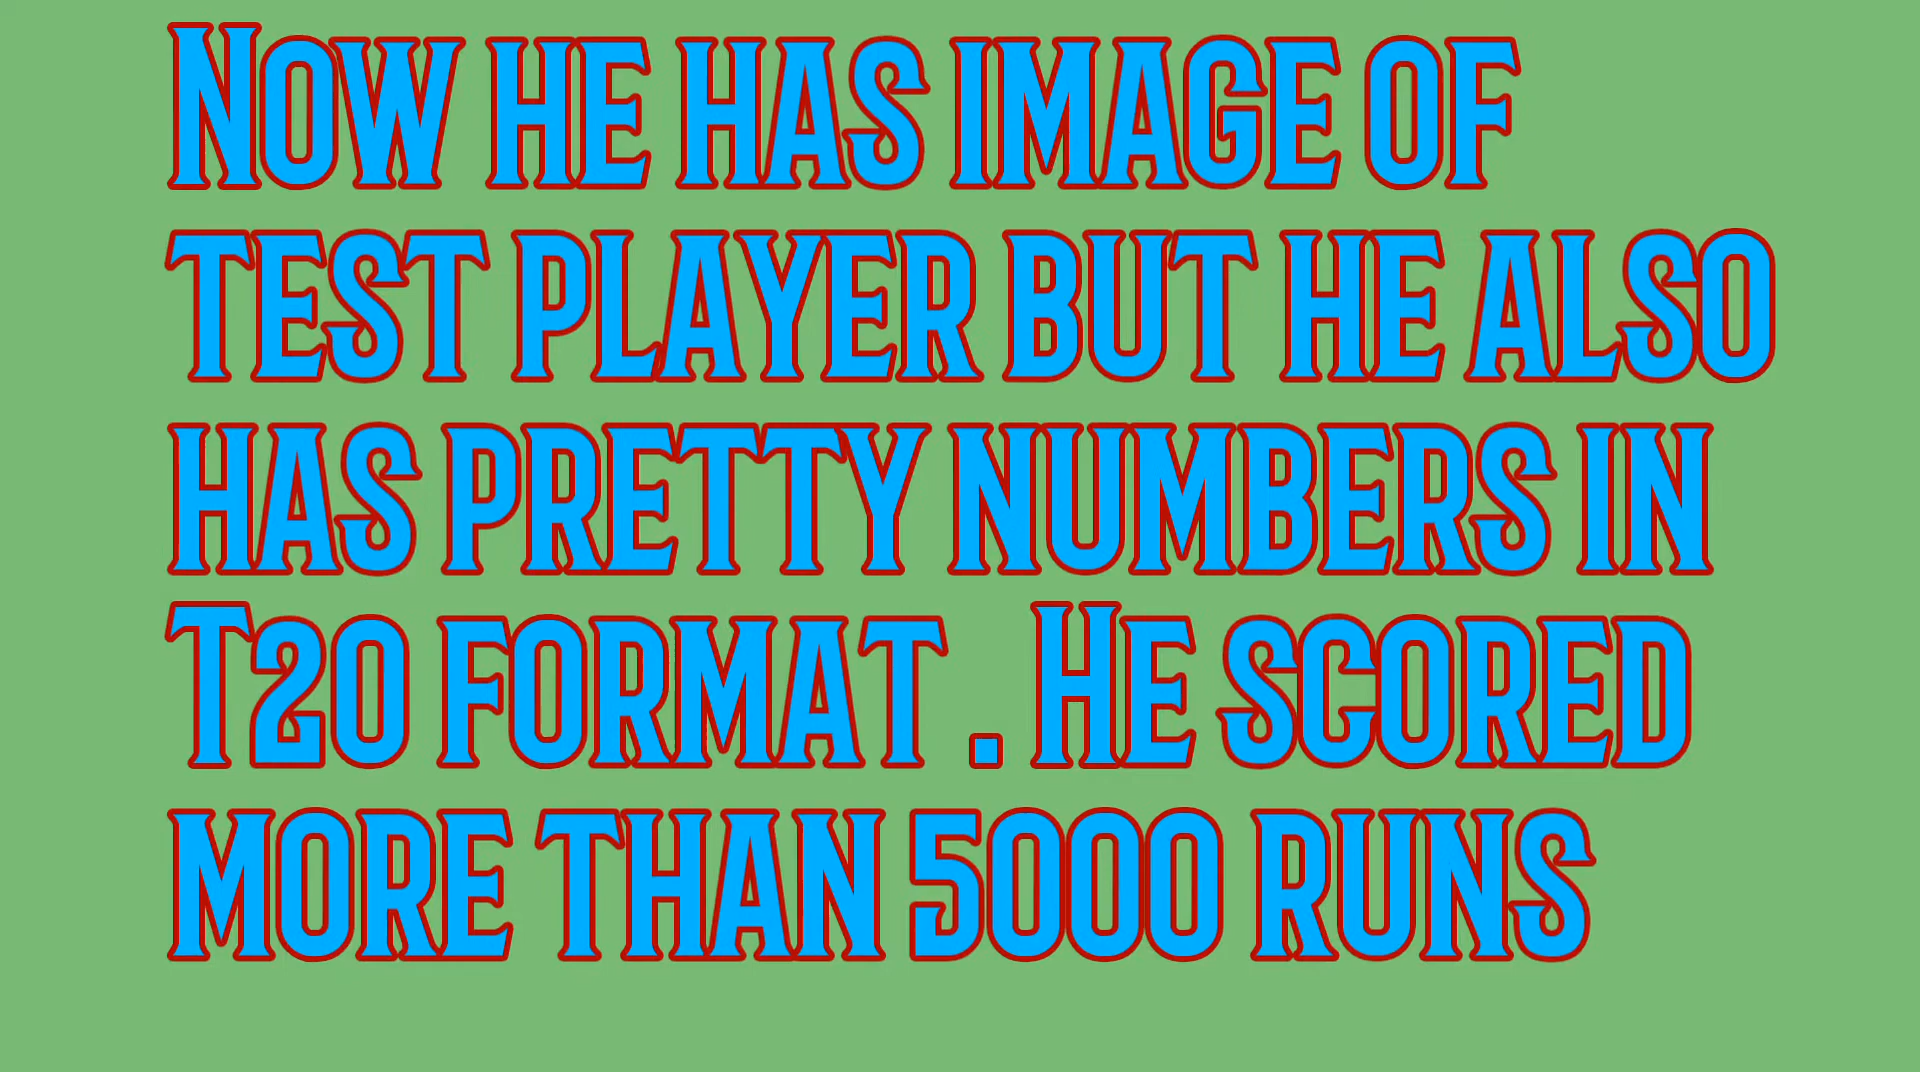 Now he has image of
test player but he also
has pretty numbers in
T20 format . He scored
more than 5000 runs